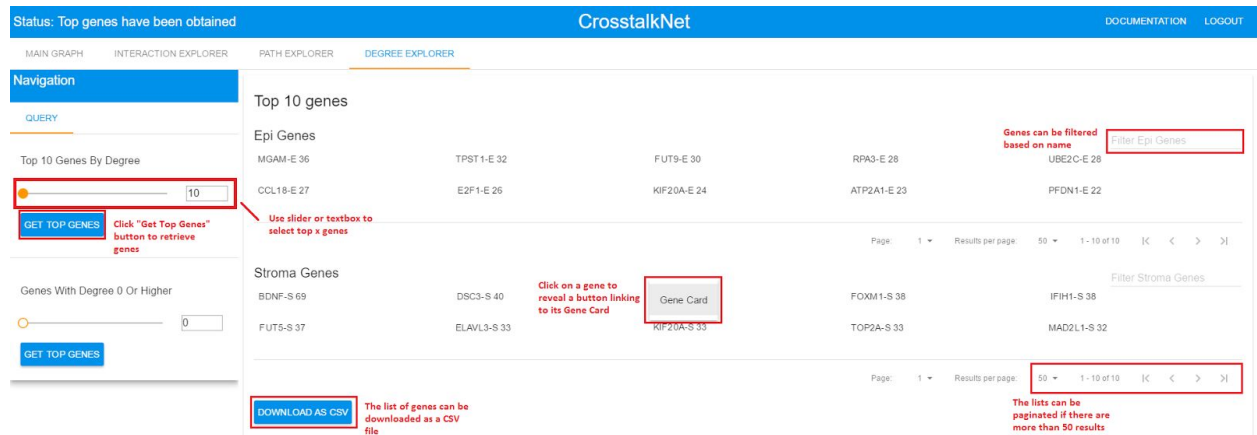 Status: Top genes have been obtained
CrosstalkNet
DOCUMENTATION LOGOUT
MAIN GRAPH INTERACTION EXPLORER PATH EXPLORER DEGREE EXPLORER
Navigation
QUERY
Top 10 Genes By Degree
10
GET TOP GENES
Click "Get Top Genes"
button to retrieve
genes
Use slider or textbox to
select top x genes
Genes With Degree 0 Or Higher
0
GET TOP GENES
Top 10 genes
Epi Genes
Genes can be filtered
based on name
Filter Epi Genes
MGAM-E 36 TPST1-E 32 FUT9-E 30 RPA3-E 28 UBE2C-E 28
CCL18-E 27 E2F1-E 26 KIF20A-E 24 ATP2A1-E 23 PFDN1-E 22
Page: 1 Results per page: 50 1 - 10 of 10
Stroma Genes
Filter Stroma Genes
Click on a gene to
reveal a button linking
to its Gene Card
Gene Card
BDNF-S 69 DSC3-S 40 FOXM1-S 38 IFIH1-S 38
FUT5-S 37 ELAVL3-S 33 KIF20A-S 33 TOP2A-S 33 MAD2L1-S 32
Page: 1 Results per page: 50 1 - 10 of 10
DOWNLOAD AS CSV
The list of genes can be
downloaded as a CSV
file
The lists can be
paginated if there are
more than 50 results